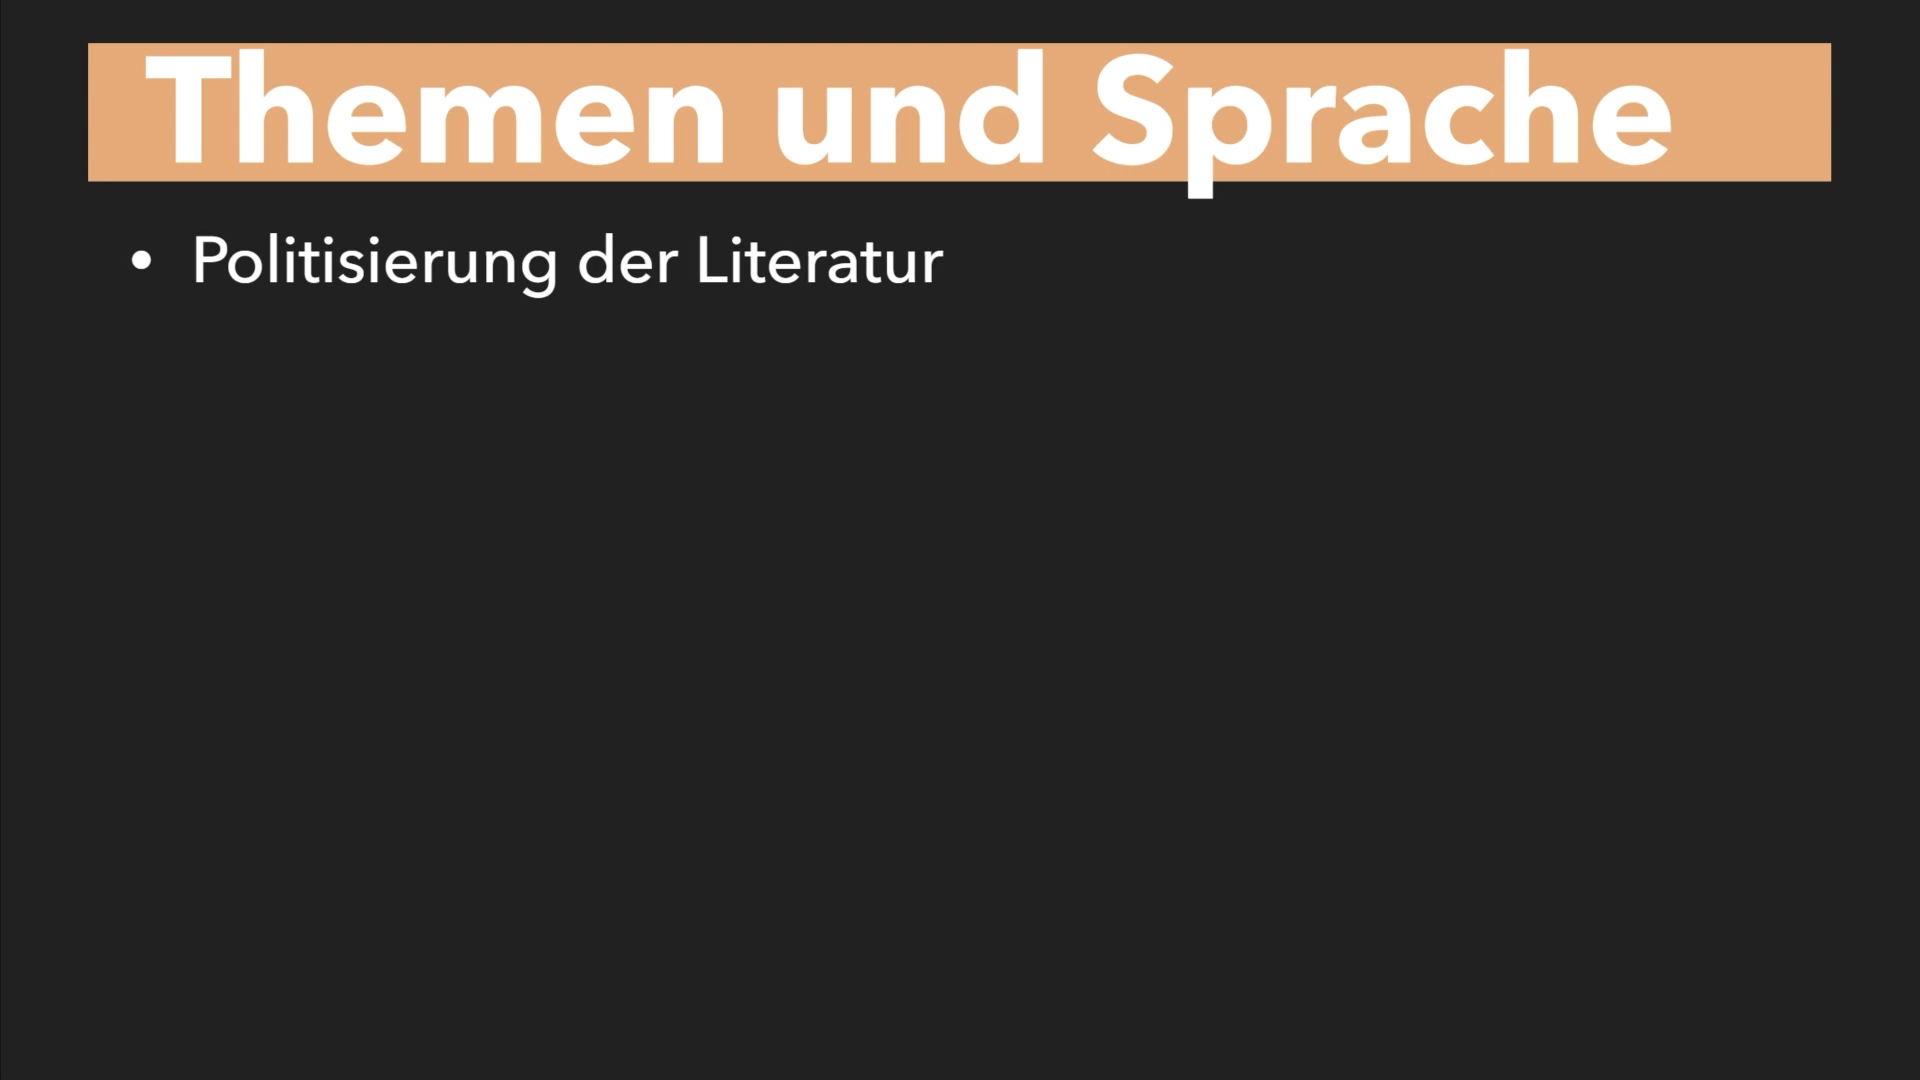 Themen und Sprache
• Politisierung der Literatur